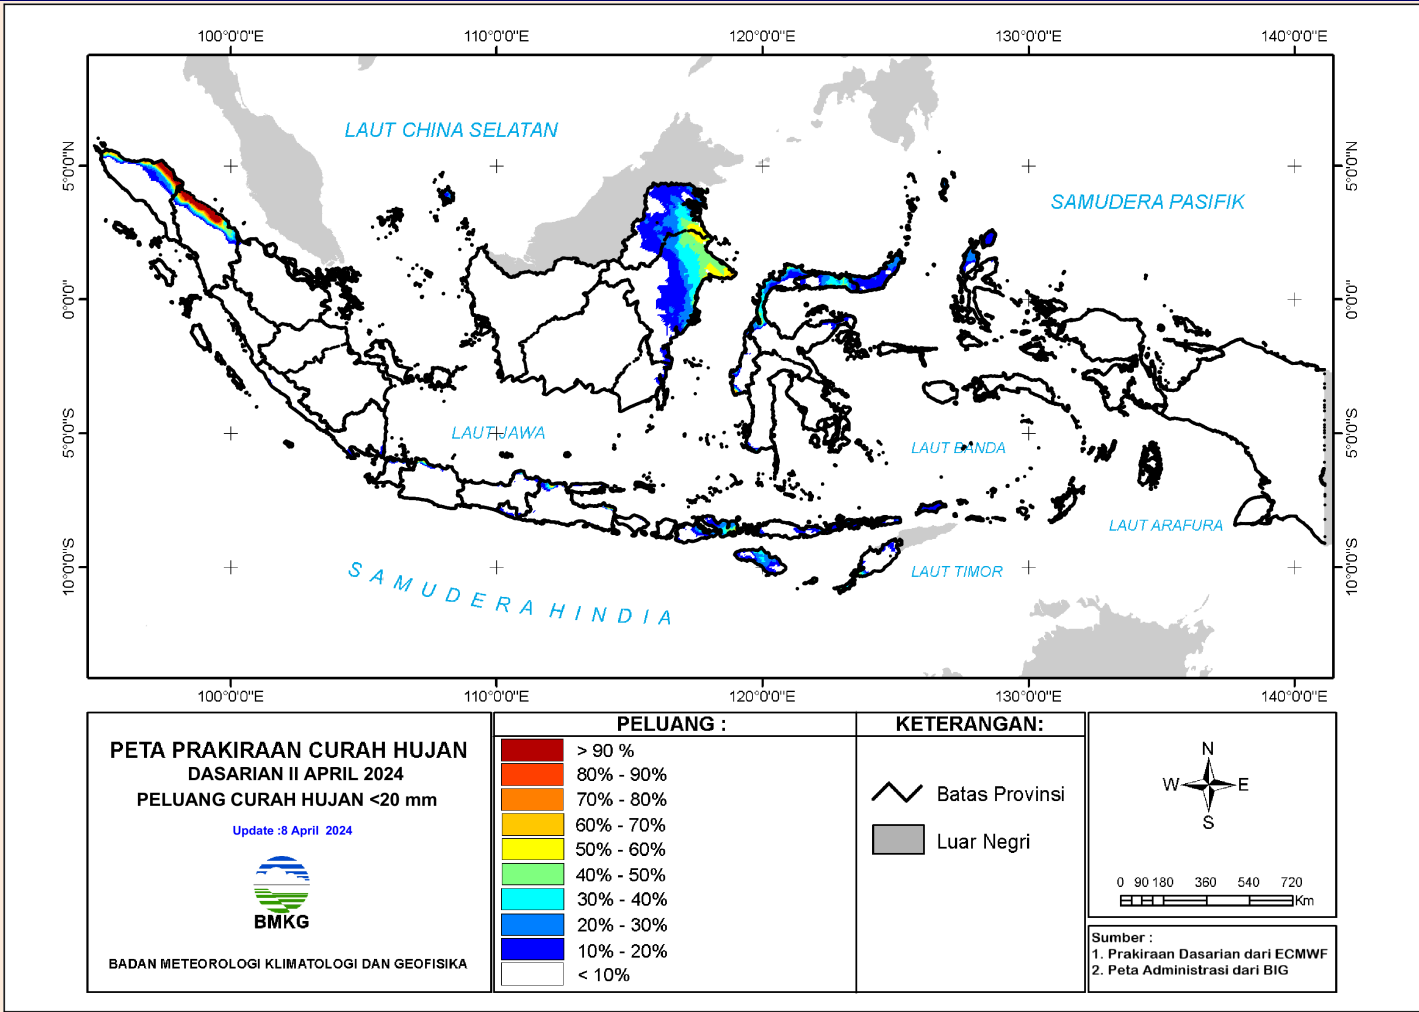 100°0'0"E 110°0'0"E 120°0'0"E 130°0'0"E 140°0'0"E
5°0'0"N
0°0'0"
5°0'0"S
10°0'0"S
LAUT CHINA SELATAN
SAMUDERA PASIFIK
LAUT JAWA
LAUT BANDA
LAUT ARAFURA
LAUT TIMOR
SAMUDERA HINDIA
5°0'0"N
0°0'0"
5°0'0"S
10°0'0"S
100°0'0"E 110°0'0"E 120°0'0"E 130°0'0"E 140°0'0"E
PETA PRAKIRAAN CURAH HUJAN
DASARIAN II APRIL 2024
PELUANG CURAH HUJAN <20 mm
Update :8 April 2024
BMKG
BADAN METEOROLOGI KLIMATOLOGI DAN GEOFISIKA
PELUANG :
> 90 %
80% - 90%
70% - 80%
60% - 70%
50% - 60%
40% - 50%
30% - 40%
20% - 30%
10% - 20%
< 10%
KETERANGAN:
Batas Provinsi
Luar Negri
N
W E
S
0 90 180 360 540 720
Km
Sumber :
1. Prakiraan Dasarian dari ECMWF
2. Peta Administrasi dari BIG